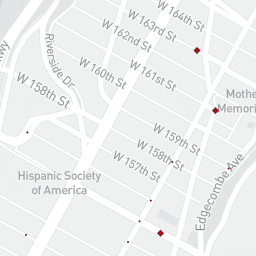 W 164th St
W 163rd St
W 162nd St
W 161st St
W 160th St
Riverside Dr
W 158th St
W 159th St
W 158th St
W 157th St
Hispanic Society
of America
Edgecombe Ave